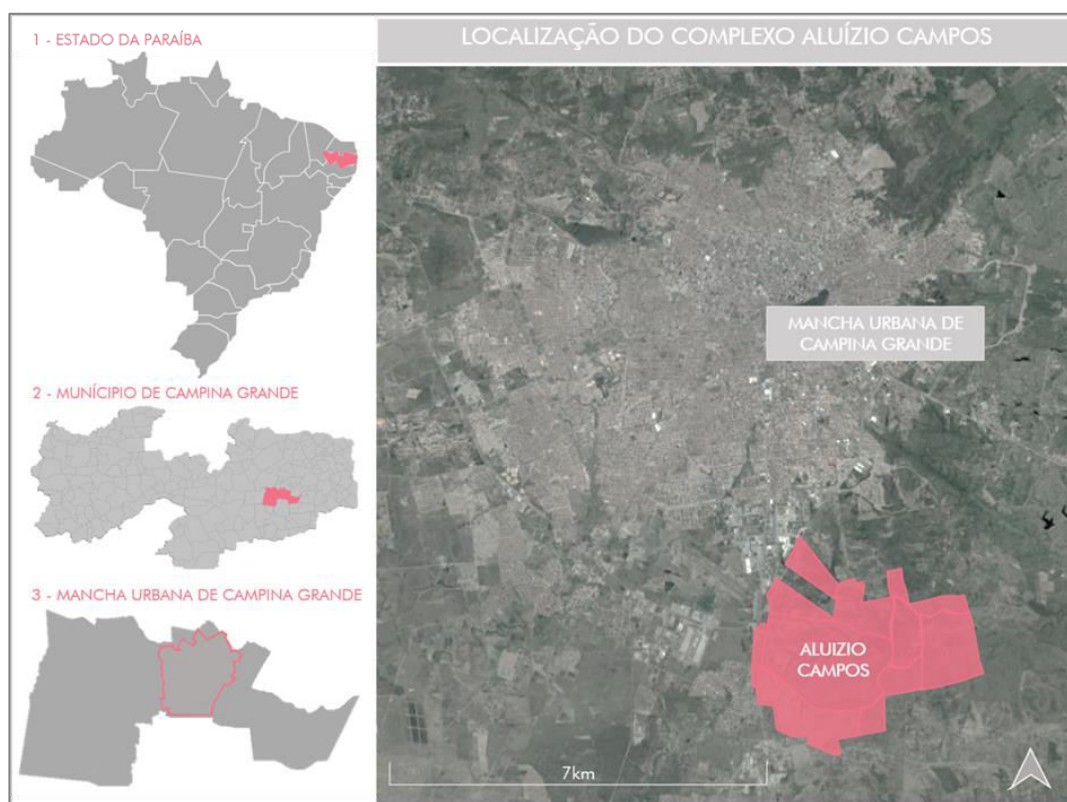 1 - ESTADO DA PARAÍBA
LOCALIZAÇÃO DO COMPLEXO ALUÍZIO CAMPOS
MANCHA URBANA DE
CAMPINA GRANDE
2 - MUNÍCIPIO DE CAMPINA GRANDE
3 - MANCHA URBANA DE CAMPINA GRANDE
ALUIZIO
CAMPOS
7km